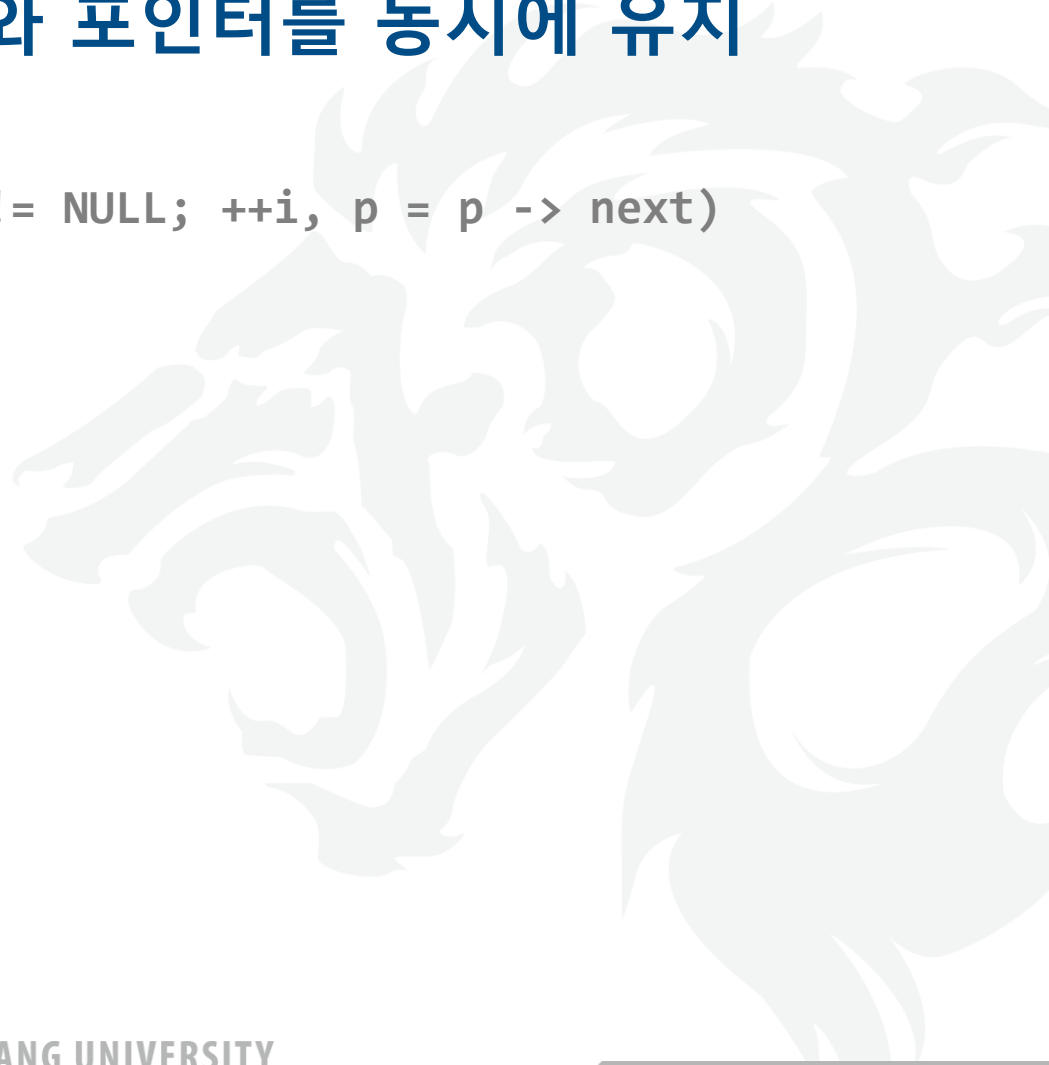 와 포인터를 동시에 유지
!= NULL; ++i, p = p -> next)
ANG UNIVERSITY